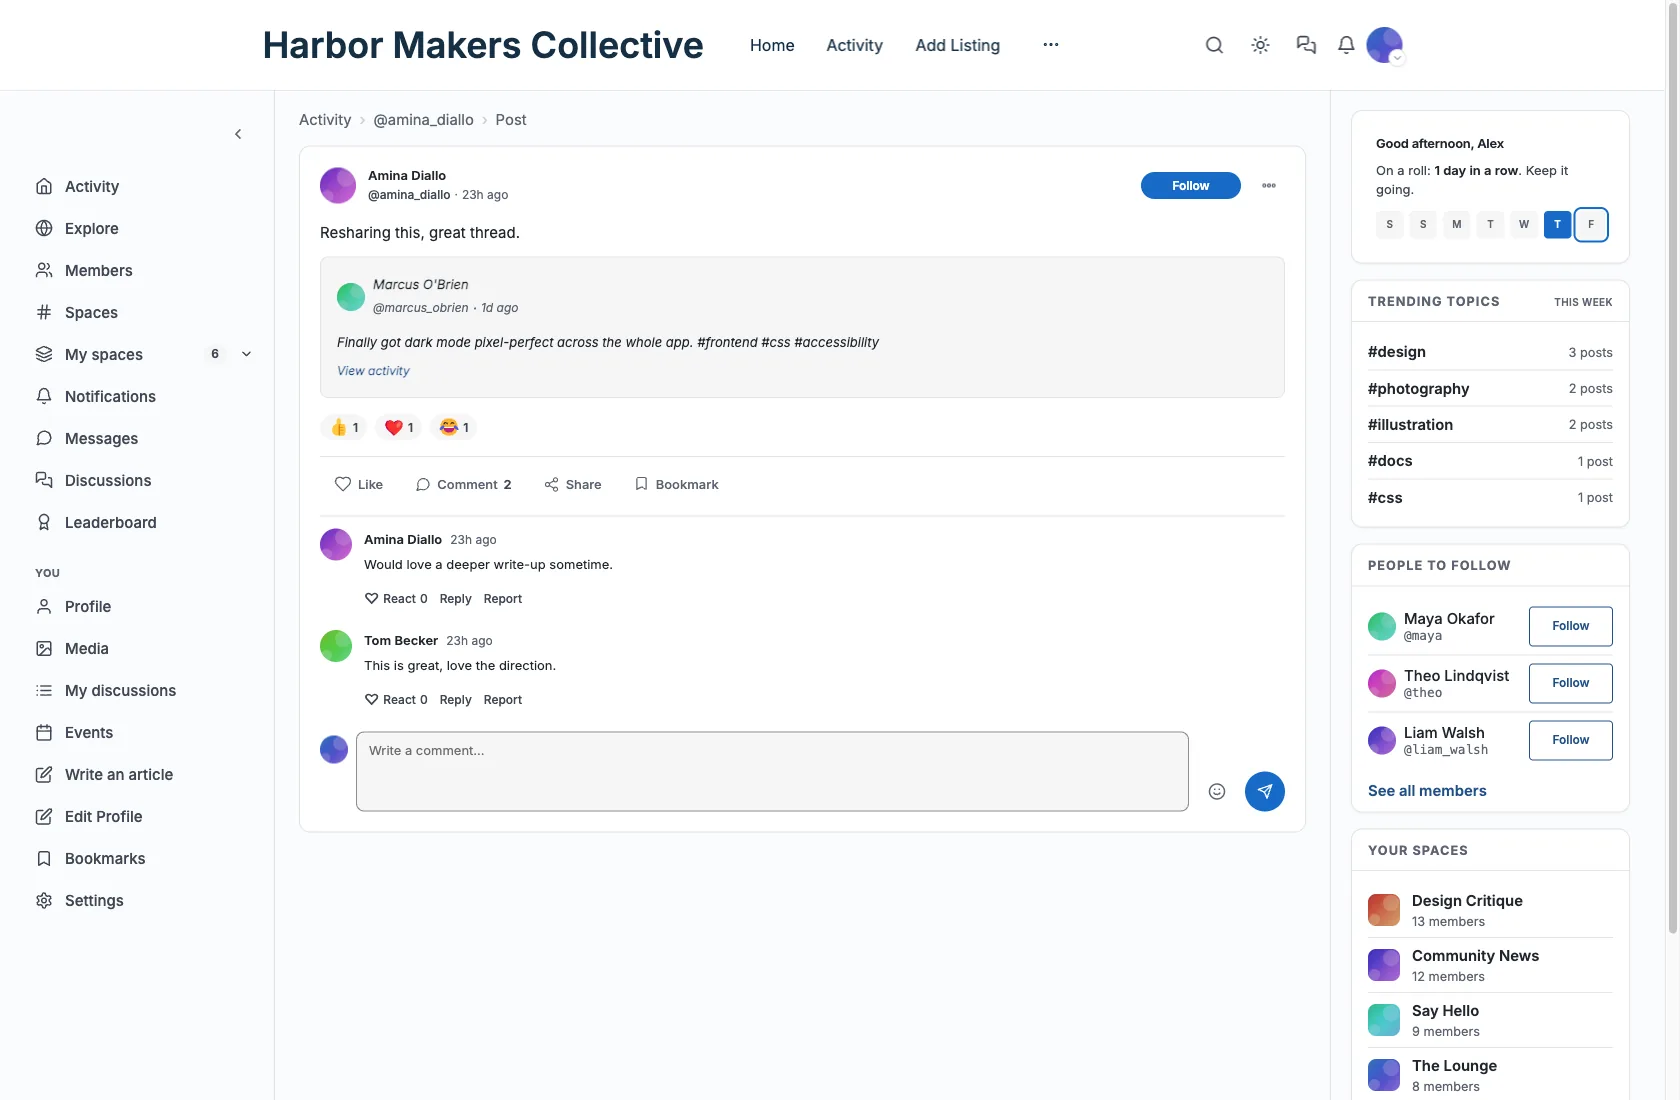 Harbor Makers Collective
Home
Activity
Add Listing
Activity
Explore
Members
Spaces
My spaces 6
Notifications
Messages
Discussions
Leaderboard
YOU
Profile
Media
My discussions
Events
Write an article
Edit Profile
Bookmarks
Settings
Activity › @amina_diallo › Post
Amina Diallo
@amina_diallo · 23h ago
Follow
Resharing this, great thread.
Marcus O'Brien
@marcus_obrien · 1d ago
Finally got dark mode pixel-perfect across the whole app. #frontend #css #accessibility
View activity
👍 1 ❤️ 1 😂 1
Like Comment 2 Share Bookmark
Amina Diallo 23h ago
Would love a deeper write-up sometime.
React 0 Reply Report
Tom Becker 23h ago
This is great, love the direction.
React 0 Reply Report
Write a comment...
Good afternoon, Alex
On a roll: 1 day in a row. Keep it
going.
S S M T W T F
TRENDING TOPICS THIS WEEK
#design 3 posts
#photography 2 posts
#illustration 2 posts
#docs 1 post
#css 1 post
PEOPLE TO FOLLOW
Maya Okafor
@maya
Follow
Theo Lindqvist
@theo
Follow
Liam Walsh
@liam_walsh
Follow
See all members
YOUR SPACES
Design Critique
13 members
Community News
12 members
Say Hello
9 members
The Lounge
8 members